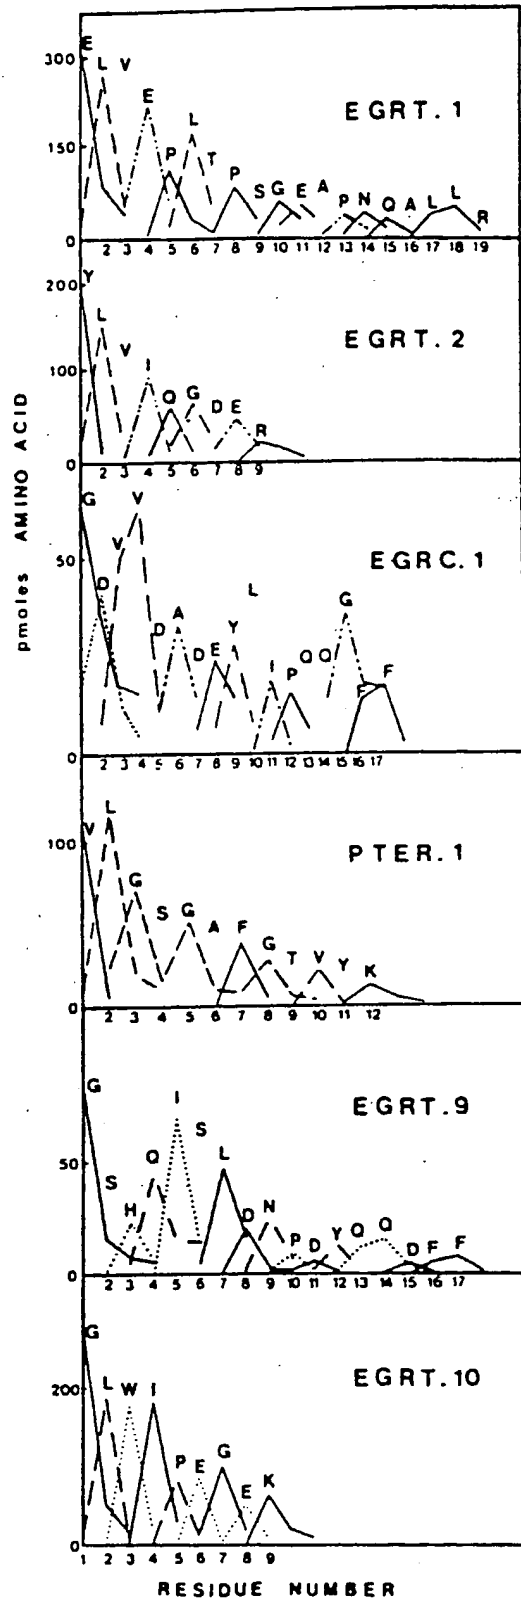 E
300
L V
EGRT. 1
E
L
150
P
T
P
S G E A P N Q A L L R
0
2 3 4 5 6 7 8 9 10 11 12 13 14 15 16 17 18 19
Y
200
L
V
EGRT. 2
I
100
Q G D E
R
0
2 3 4 5 6 7 8 9
pmoles AMINO ACID
G
V
V
50
EGRC. 1
D
L
D A D E Y
I P Q Q G
F F
0
2 3 4 5 6 7 8 9 10 11 12 13 14 15 16 17
L
V
100
PTER. 1
G
S G A F
G T V Y K
0
2 3 4 5 6 7 8 9 10 11 12
G
I
EGRT. 9
S
50
S
Q
L
H
D N P D Y Q Q D F F
0
2 3 4 5 6 7 8 9 10 11 12 13 14 15 16 17
G
EGRT. 10
200
L W I
P E G E K
0
1 2 3 4 5 6 7 8 9
RESIDUE NUMBER